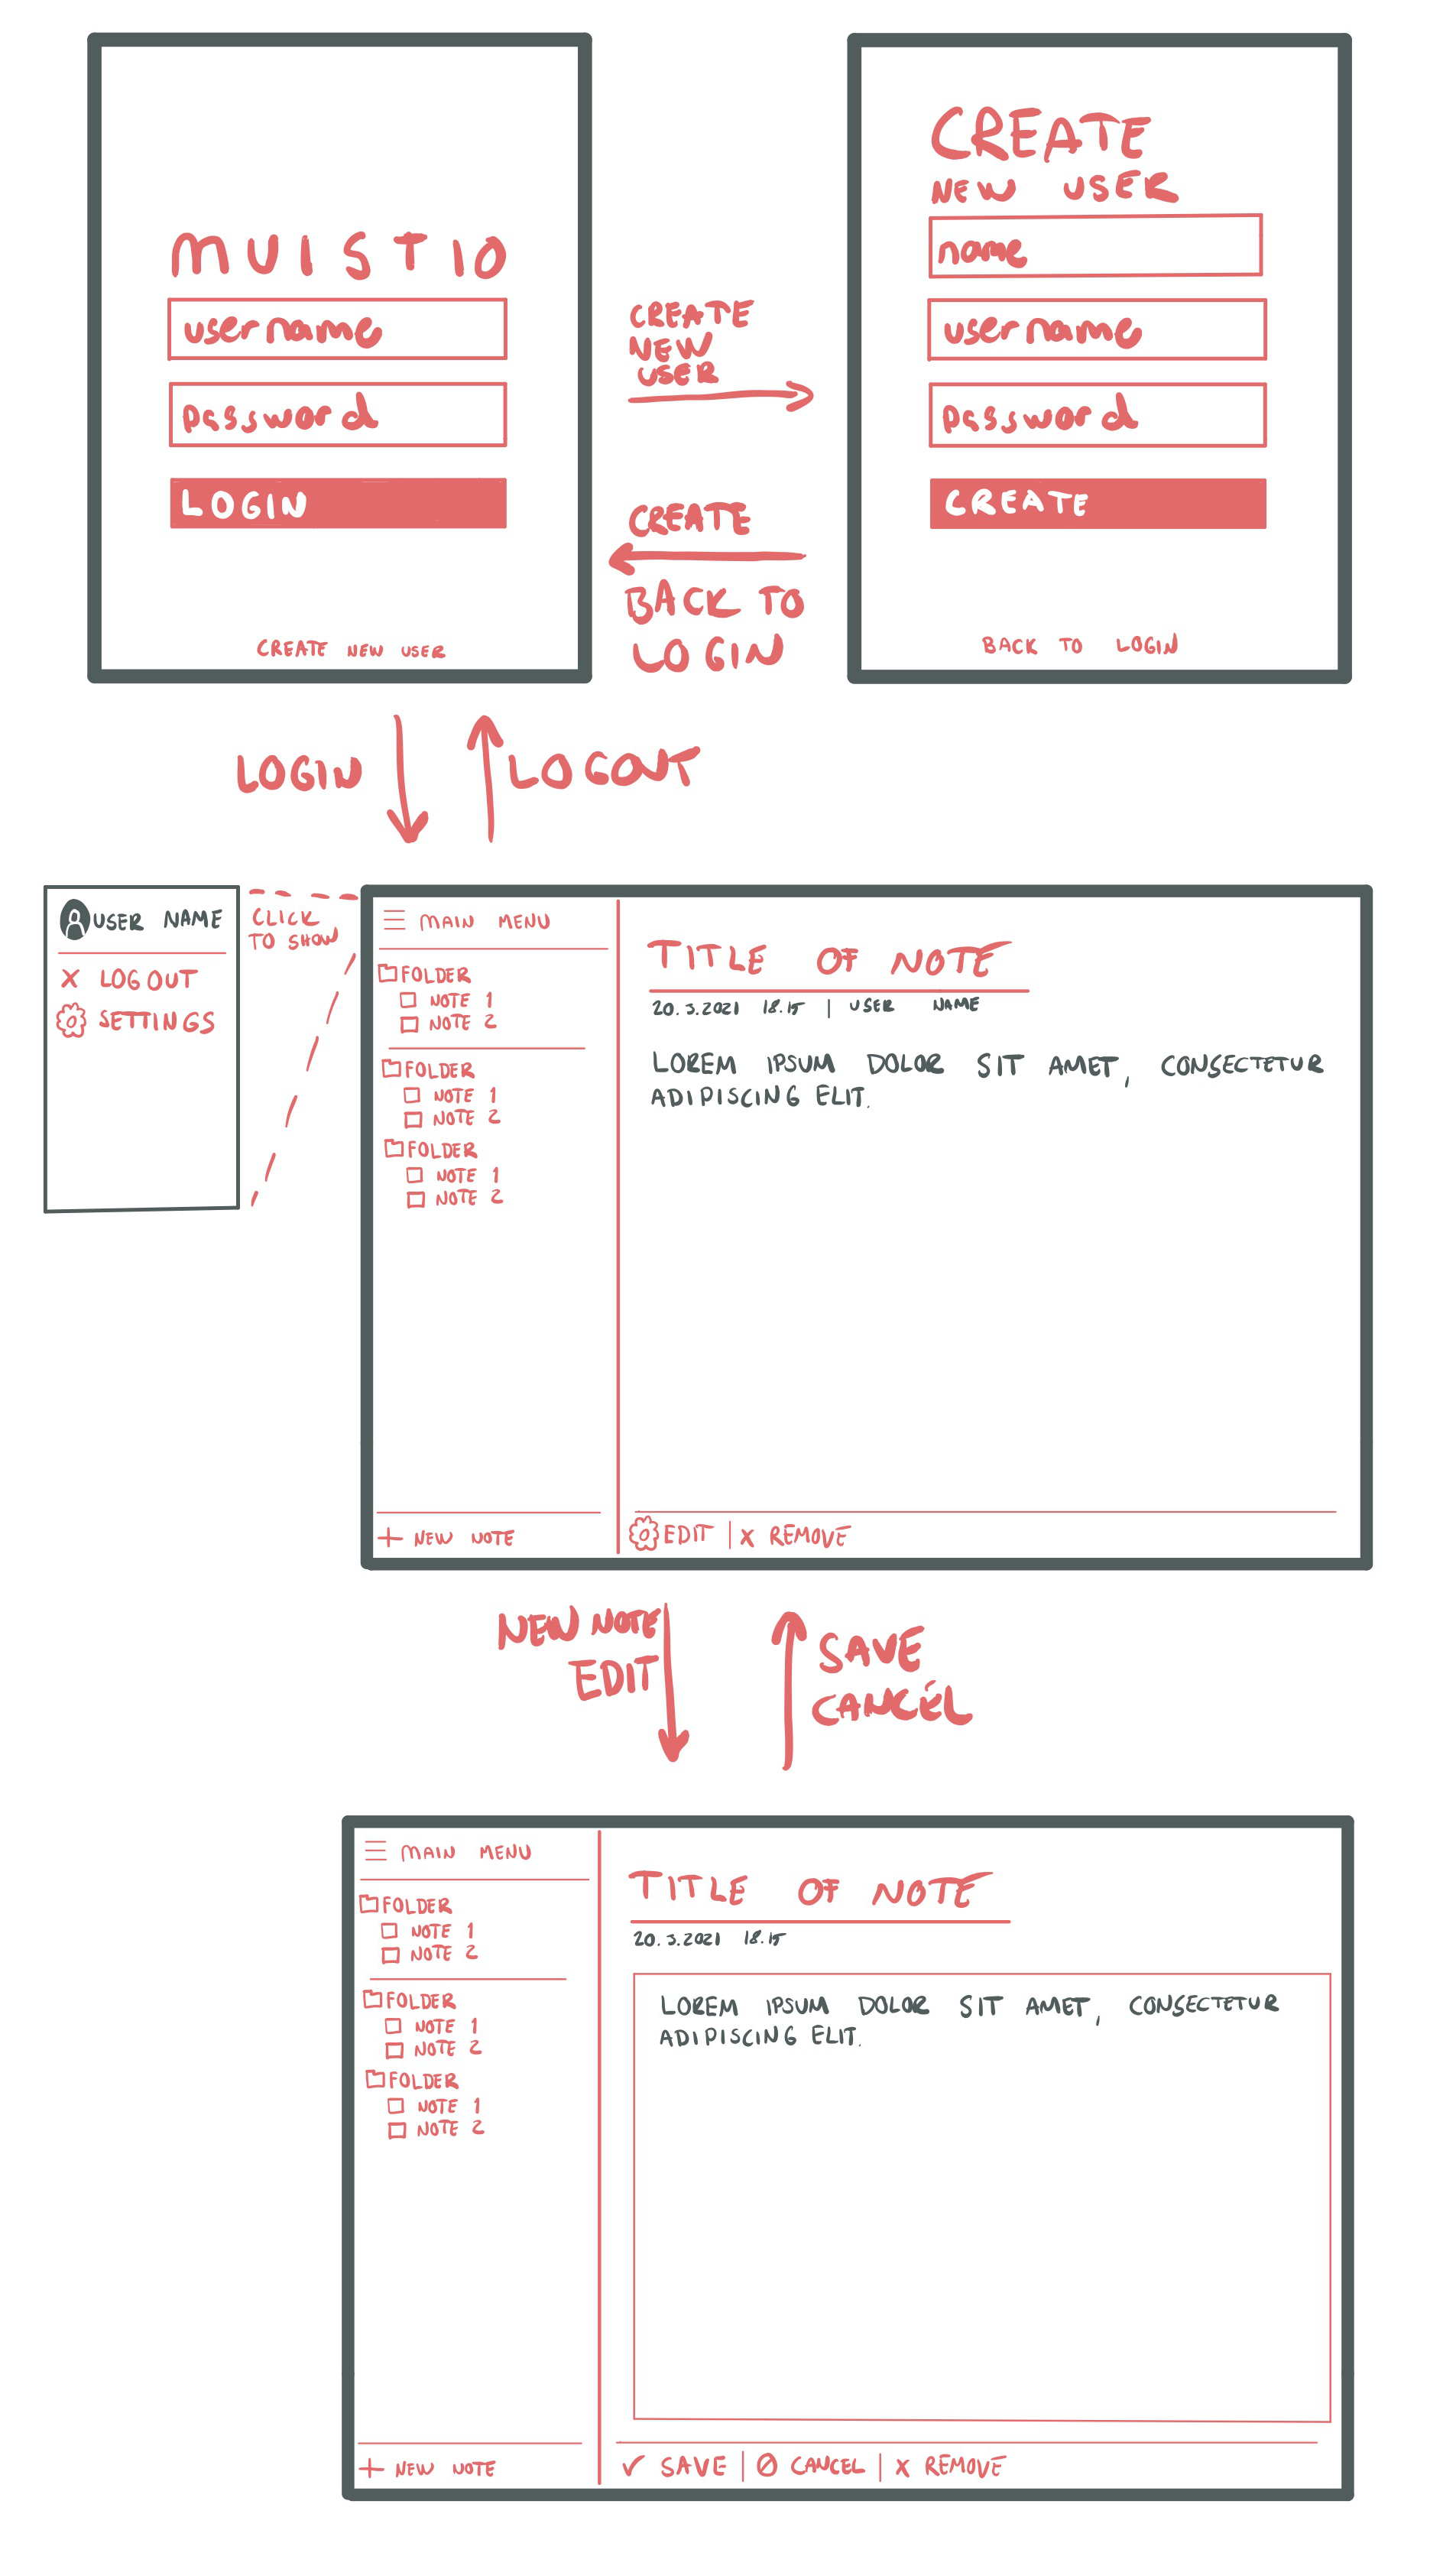 MUISTIO
username
password
LOGIN
CREATE NEW USER
CREATE
NEW
USER
CREATE
BACK TO
LOGIN
CREATE
NEW USER
name
username
password
CREATE
BACK TO LOGIN
LOGIN
LOGOUT
USER NAME
X LOG OUT
SETTINGS
CLICK
TO SHOW
MAIN MENU
FOLDER
NOTE 1
NOTE 2
FOLDER
NOTE 1
NOTE 2
FOLDER
NOTE 1
NOTE 2
+ NEW NOTE
TITLE OF NOTE
20.3.2021 18.15 | USER NAME
LOREM IPSUM DOLOR SIT AMET, CONSECTETUR
ADIPISCING ELIT.
EDIT | X REMOVE
NEW NOTE
EDIT
SAVE
CANCEL
MAIN MENU
FOLDER
NOTE 1
NOTE 2
FOLDER
NOTE 1
NOTE 2
FOLDER
NOTE 1
NOTE 2
+ NEW NOTE
TITLE OF NOTE
20.3.2021 18.15
LOREM IPSUM DOLOR SIT AMET, CONSECTETUR
ADIPISCING ELIT.
✓ SAVE | Ø CANCEL | X REMOVE